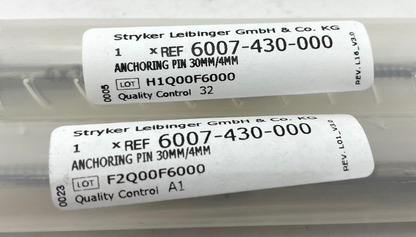 Stryker Leibinger GmbH & Co. KG
1 x REF 6007-430-000
ANCHORING PIN 30MM/4MM
LOT H1Q00F6000
Quality Control 32
0005
REV. L16_V3.0
Stryker Leibinger GmbH & Co. KG
1 x REF 6007-430-000
ANCHORING PIN 30MM/4MM
LOT F2Q00F6000
Quality Control A1
0023
REV. L01_V3.0